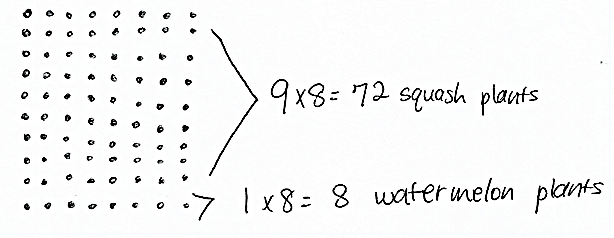 9x8= 72 squash plants
1x8= 8 watermelon plants